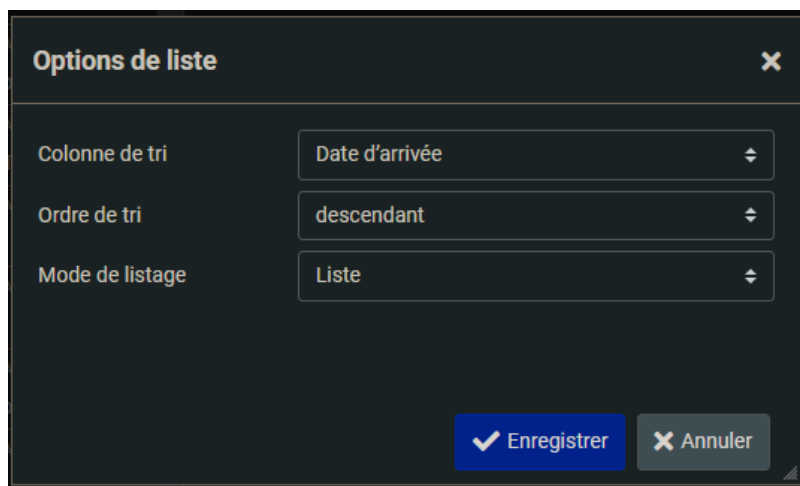 Options de liste
Colonne de tri Date d’arrivée
Ordre de tri descendant
Mode de listage Liste
Enregistrer Annuler